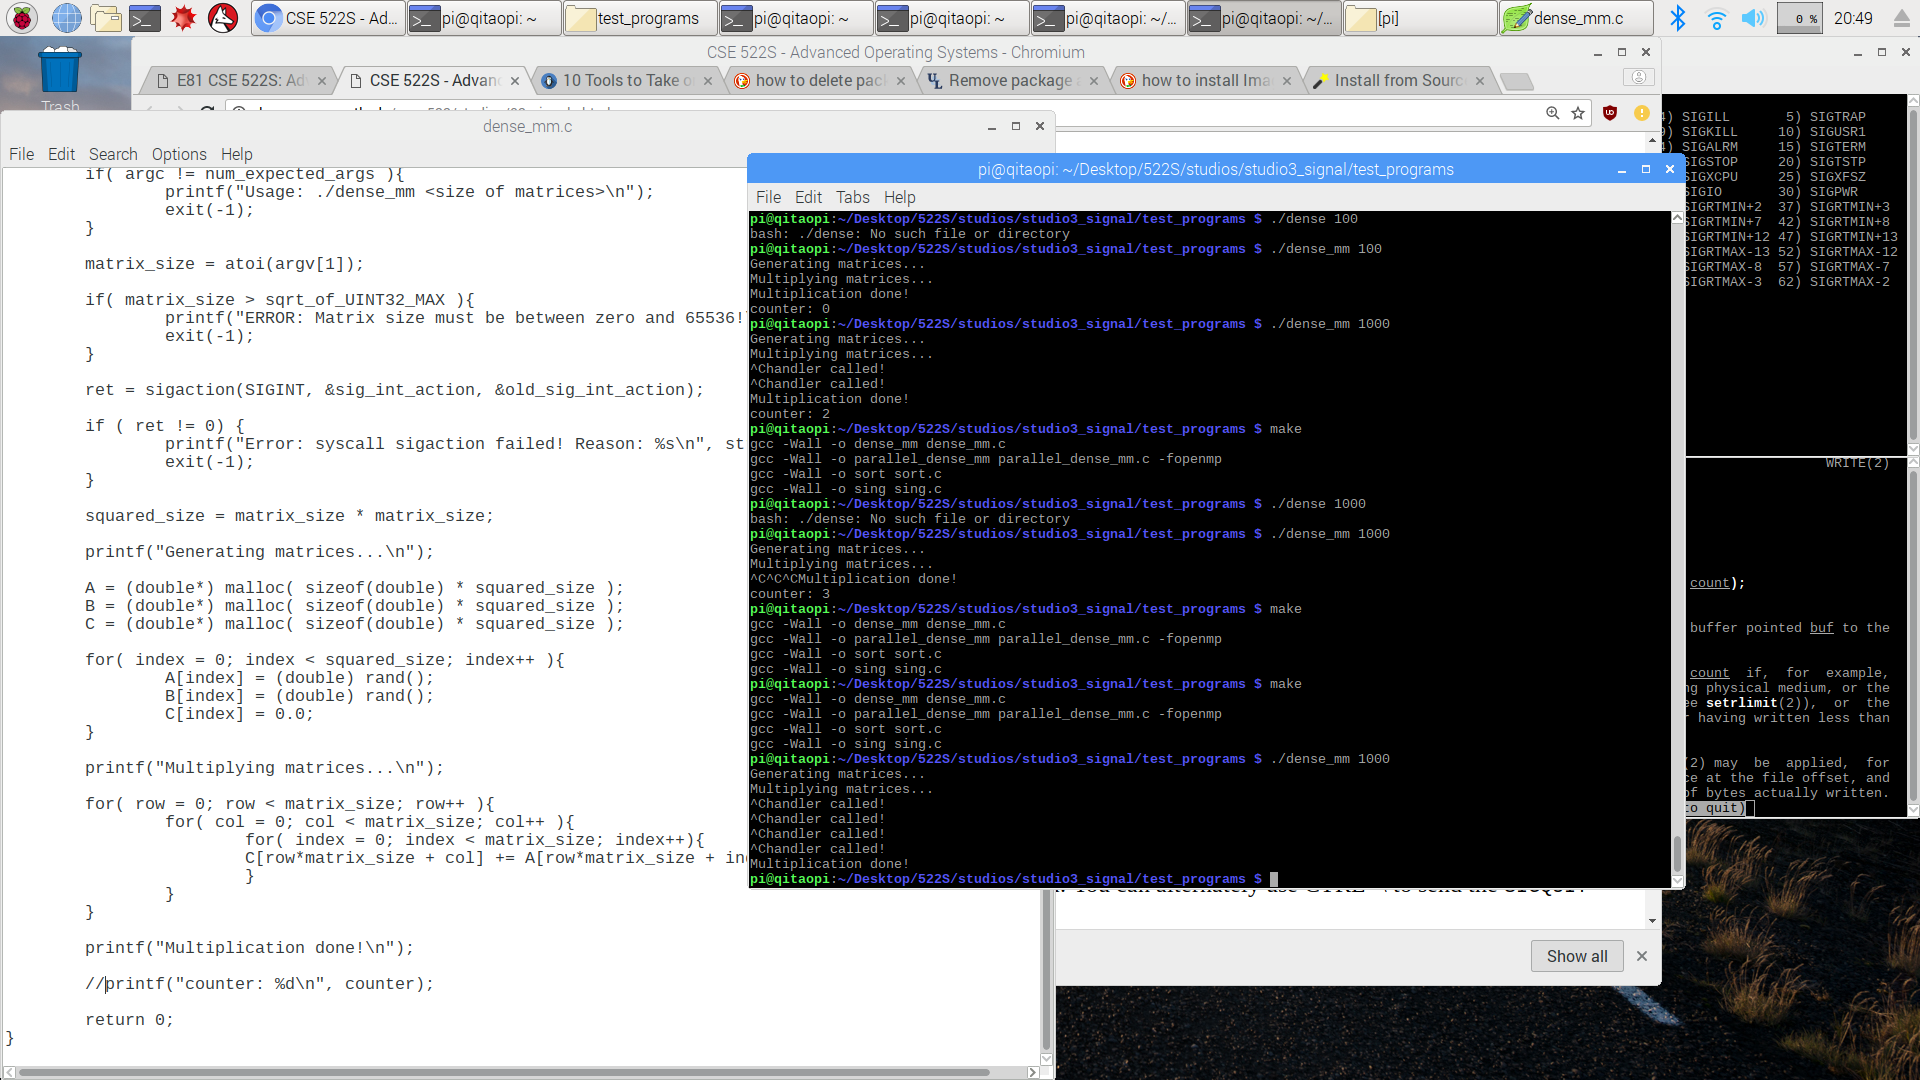 CSE 522S - Ad...
pi@qitaopi: ~
test_programs
pi@qitaopi: ~
pi@qitaopi: ~
pi@qitaopi: ~/...
pi@qitaopi: ~/...
[pi]
dense_mm.c
0 %
20:49
Trash
CSE 522S - Advanced Operating Systems - Chromium
E81 CSE 522S: Ad
CSE 522S - Advan
10 Tools to Take o
how to delete pac
Remove package
how to install Ima
Install from Sourc
dense_mm.c
File Edit Search Options Help
if( argc != num_expected_args ){
printf("Usage: ./dense_mm <size of matrices>\n");
exit(-1);
}
matrix_size = atoi(argv[1]);
if( matrix_size > sqrt_of_UINT32_MAX ){
printf("ERROR: Matrix size must be between zero and 65536!
exit(-1);
}
ret = sigaction(SIGINT, &sig_int_action, &old_sig_int_action);
if ( ret != 0) {
printf("Error: syscall sigaction failed! Reason: %s\n", st
exit(-1);
}
squared_size = matrix_size * matrix_size;
printf("Generating matrices...\n");
A = (double*) malloc( sizeof(double) * squared_size );
B = (double*) malloc( sizeof(double) * squared_size );
C = (double*) malloc( sizeof(double) * squared_size );
for( index = 0; index < squared_size; index++ ){
A[index] = (double) rand();
B[index] = (double) rand();
C[index] = 0.0;
}
printf("Multiplying matrices...\n");
for( row = 0; row < matrix_size; row++ ){
for( col = 0; col < matrix_size; col++ ){
for( index = 0; index < matrix_size; index++){
C[row*matrix_size + col] += A[row*matrix_size + in
}
}
}
printf("Multiplication done!\n");
//printf("counter: %d\n", counter);
return 0;
}
pi@qitaopi: ~/Desktop/522S/studios/studio3_signal/test_programs
File Edit Tabs Help
pi@qitaopi:~/Desktop/522S/studios/studio3_signal/test_programs $ ./dense 100
bash: ./dense: No such file or directory
pi@qitaopi:~/Desktop/522S/studios/studio3_signal/test_programs $ ./dense_mm 100
Generating matrices...
Multiplying matrices...
Multiplication done!
counter: 0
pi@qitaopi:~/Desktop/522S/studios/studio3_signal/test_programs $ ./dense_mm 1000
Generating matrices...
Multiplying matrices...
^Chandler called!
^Chandler called!
Multiplication done!
counter: 2
pi@qitaopi:~/Desktop/522S/studios/studio3_signal/test_programs $ make
gcc -Wall -o dense_mm dense_mm.c
gcc -Wall -o parallel_dense_mm parallel_dense_mm.c -fopenmp
gcc -Wall -o sort sort.c
gcc -Wall -o sing sing.c
pi@qitaopi:~/Desktop/522S/studios/studio3_signal/test_programs $ ./dense 1000
bash: ./dense: No such file or directory
pi@qitaopi:~/Desktop/522S/studios/studio3_signal/test_programs $ ./dense_mm 1000
Generating matrices...
Multiplying matrices...
^C^C^CMultiplication done!
counter: 3
pi@qitaopi:~/Desktop/522S/studios/studio3_signal/test_programs $ make
gcc -Wall -o dense_mm dense_mm.c
gcc -Wall -o parallel_dense_mm parallel_dense_mm.c -fopenmp
gcc -Wall -o sort sort.c
gcc -Wall -o sing sing.c
pi@qitaopi:~/Desktop/522S/studios/studio3_signal/test_programs $ make
gcc -Wall -o dense_mm dense_mm.c
gcc -Wall -o parallel_dense_mm parallel_dense_mm.c -fopenmp
gcc -Wall -o sort sort.c
gcc -Wall -o sing sing.c
pi@qitaopi:~/Desktop/522S/studios/studio3_signal/test_programs $ ./dense_mm 1000
Generating matrices...
Multiplying matrices...
^Chandler called!
^Chandler called!
^Chandler called!
^Chandler called!
Multiplication done!
pi@qitaopi:~/Desktop/522S/studios/studio3_signal/test_programs $
Show all
) SIGILL 5) SIGTRAP
) SIGKILL 10) SIGUSR1
) SIGALRM 15) SIGTERM
SIGSTOP 20) SIGTSTP
SIGXCPU 25) SIGXFSZ
SIGIO 30) SIGPWR
SIGRTMIN+2 37) SIGRTMIN+3
SIGRTMIN+7 42) SIGRTMIN+8
SIGRTMIN+12 47) SIGRTMIN+13
SIGRTMAX-13 52) SIGRTMAX-12
SIGRTMAX-8 57) SIGRTMAX-7
SIGRTMAX-3 62) SIGRTMAX-2
WRITE(2)
count);
buffer pointed buf to the
count if, for example,
physical medium, or the
setrlimit(2)), or the
having written less than
(2) may be applied, for
at the file offset, and
of bytes actually written.
to quit)